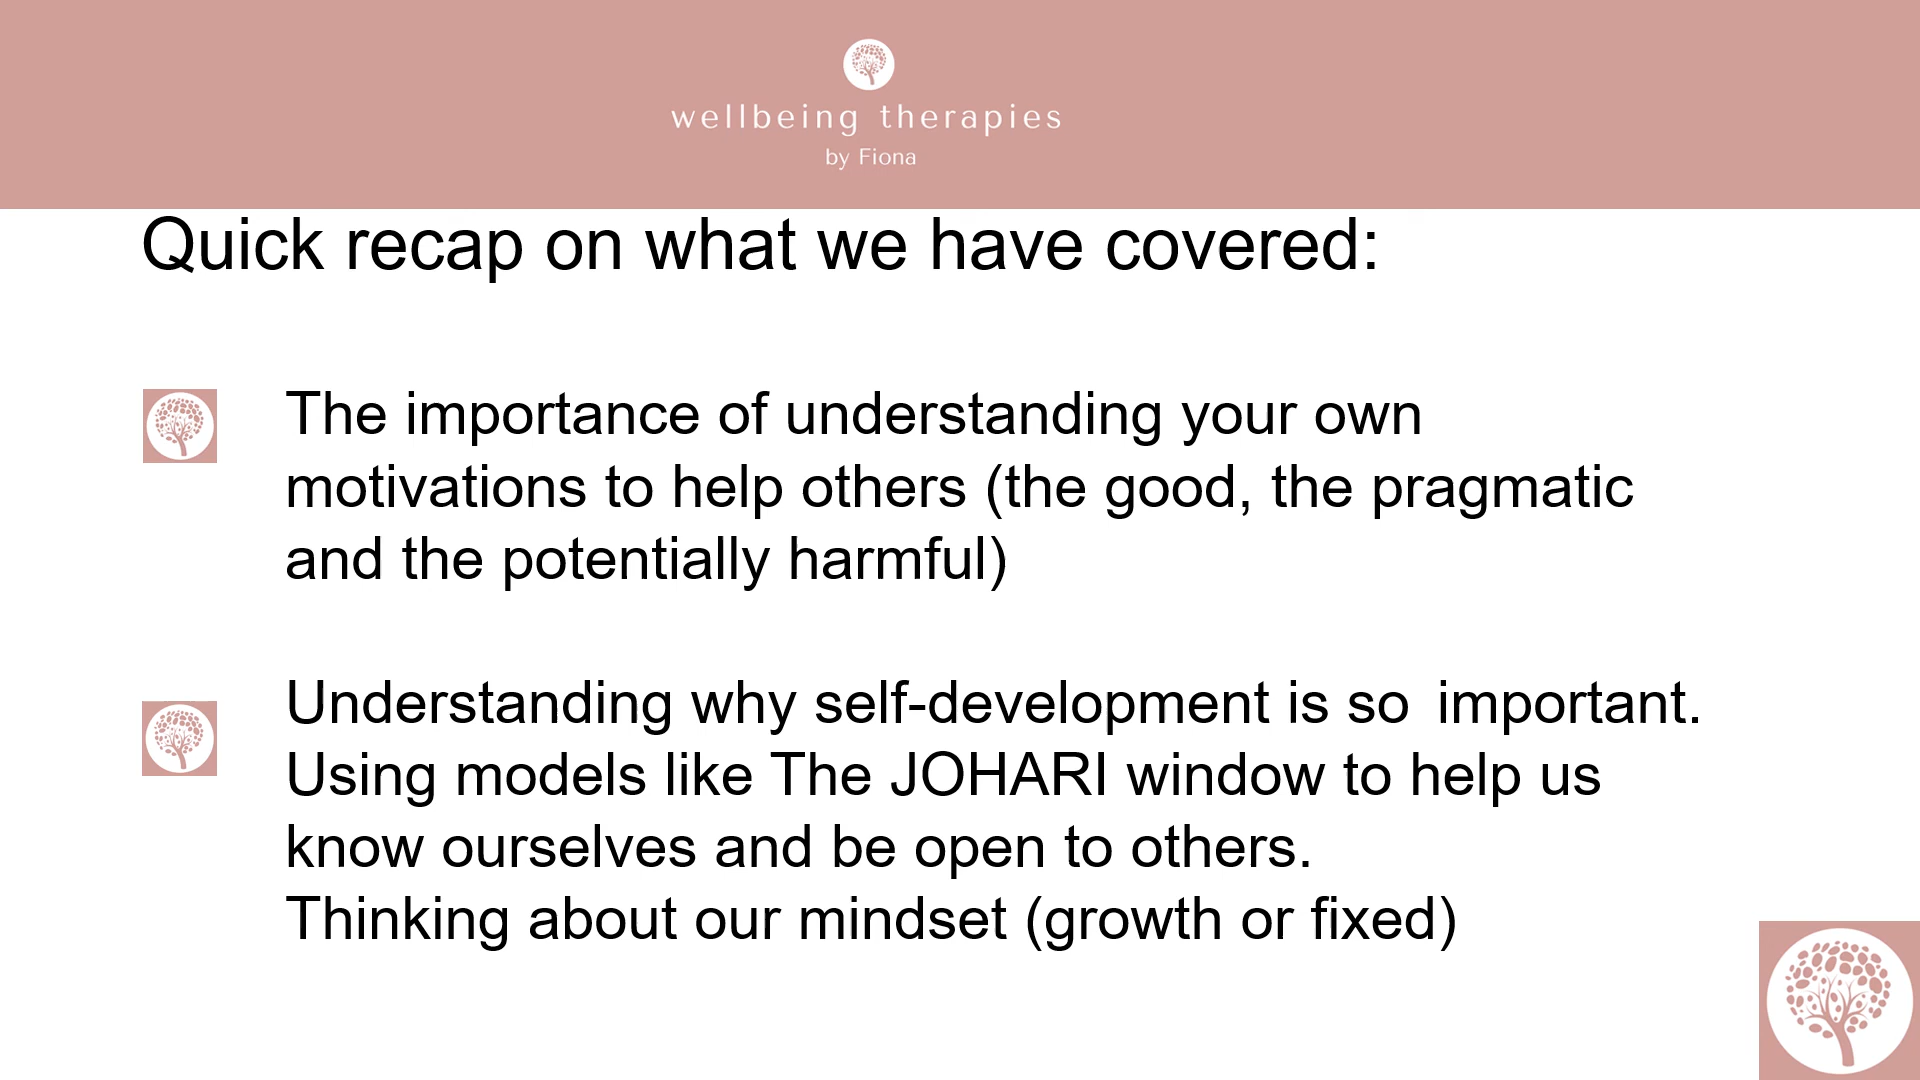 wellbeing therapies
by Fiona
Quick recap on what we have covered:
The importance of understanding your own
motivations to help others (the good, the pragmatic
and the potentially harmful)
Understanding why self-development is so important.
Using models like The JOHARI window to help us
know ourselves and be open to others.
Thinking about our mindset (growth or fixed)